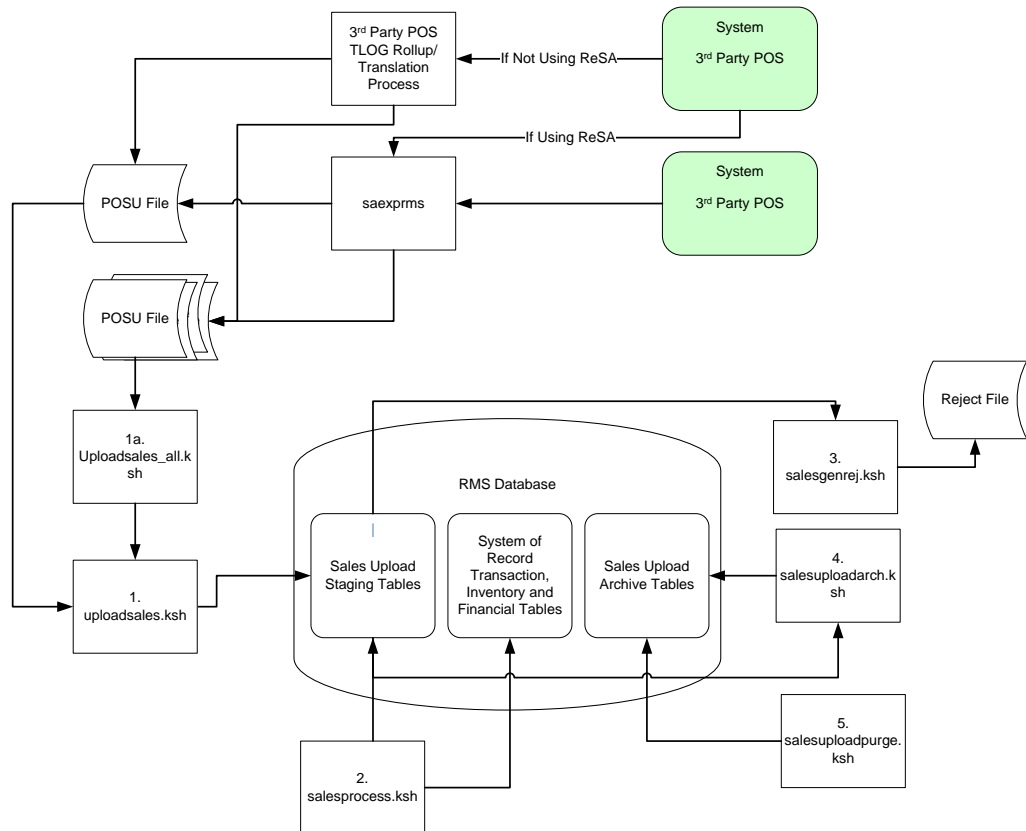 3rd Party POS
TLOG Rollup/
Translation
Process
If Not Using ReSA
System
3rd Party POS
If Using ReSA
POSU File
saexprms
System
3rd Party POS
POSU File
Reject File
1a.
Uploadsales_all.k
sh
3.
salesgenrej.ksh
RMS Database
Sales Upload
Staging Tables
System of
Record
Transaction,
Inventory and
Financial Tables
Sales Upload
Archive Tables
4.
salesuploadarch.k
sh
1.
uploadsales.ksh
2.
salesprocess.ksh
5.
salesuploadpurge.
ksh